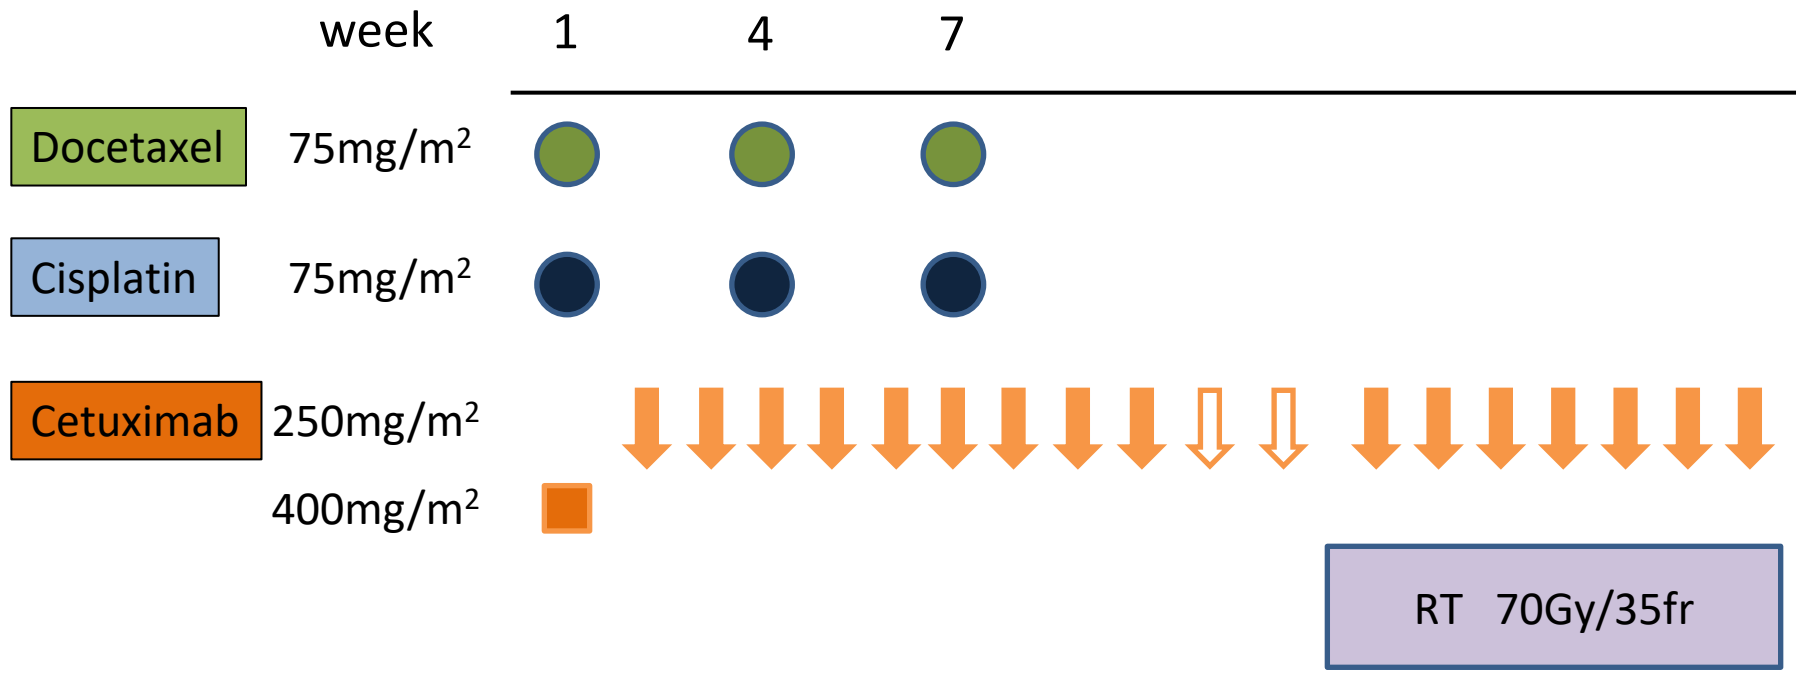 week 1 4 7
Docetaxel 75mg/m²
Cisplatin 75mg/m²
Cetuximab 250mg/m²
400mg/m²
RT 70Gy/35fr